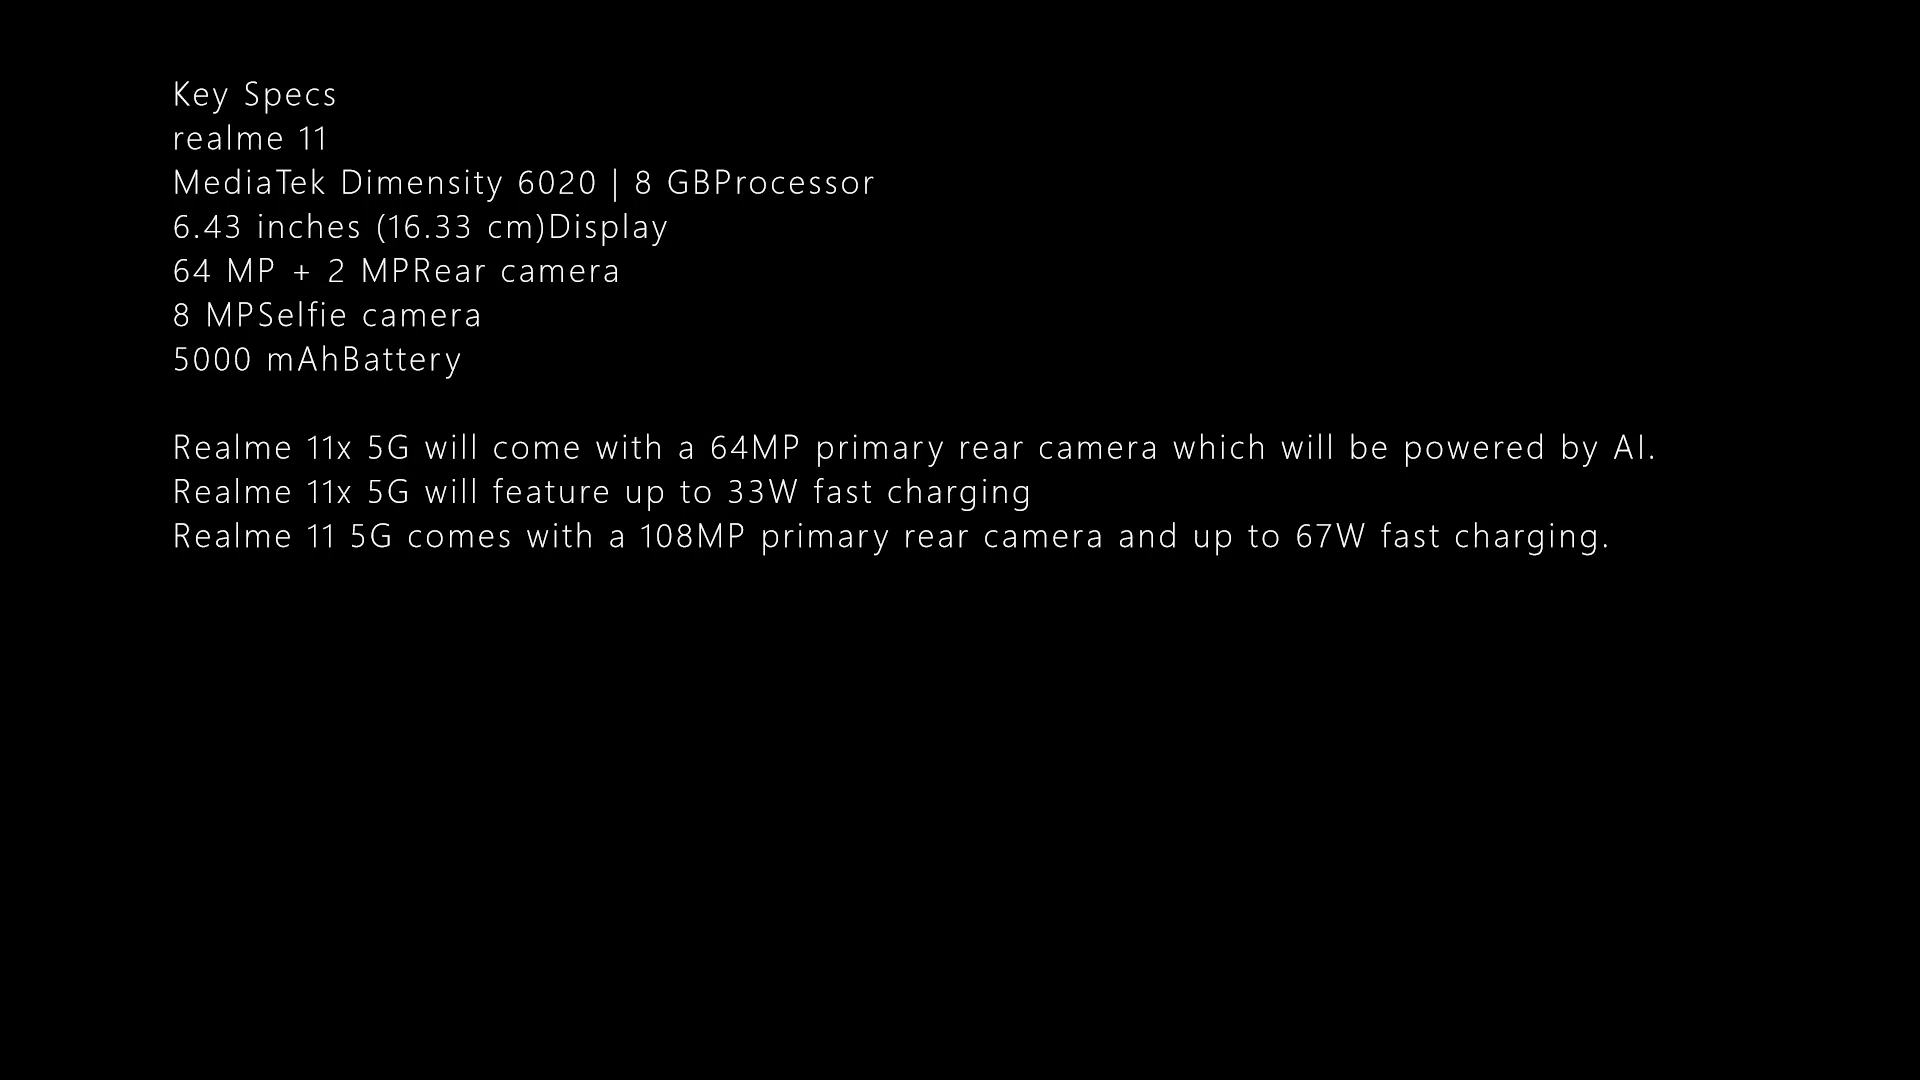 Key Specs
realme 11
MediaTek Dimensity 6020 | 8 GBProcessor
6.43 inches (16.33 cm)Display
64 MP + 2 MPRear camera
8 MPSelfie camera
5000 mAhBattery
Realme 11x 5G will come with a 64MP primary rear camera which will be powered by AI.
Realme 11x 5G will feature up to 33W fast charging
Realme 11 5G comes with a 108MP primary rear camera and up to 67W fast charging.